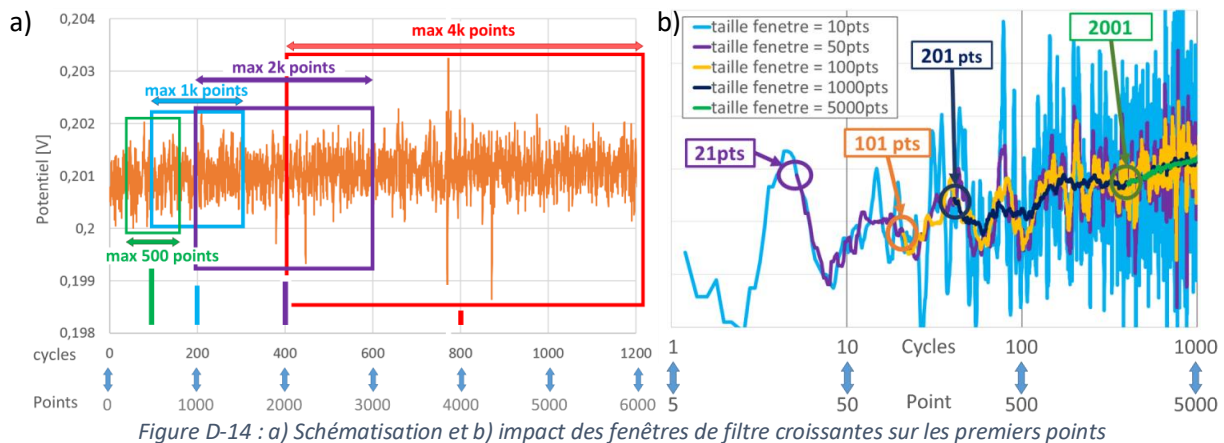 a)
0,204
0,203
0,202
0,201
0,2
0,199
0,198
Potentiel [V]
max 4k points
max 2k points
max 1k points
max 500 points
cycles
0 200 400 600 800 1000 1200
Points
0 1000 2000 3000 4000 5000 6000
b)
taille fenetre = 10pts
taille fenetre = 50pts
taille fenetre = 100pts
taille fenetre = 1000pts
taille fenetre = 5000pts
21pts
101 pts
201 pts
2001
1 10 Cycles 100 1000
5 50 Point 500 5000
Figure D-14 : a) Schématisation et b) impact des fenêtres de filtre croissantes sur les premiers points